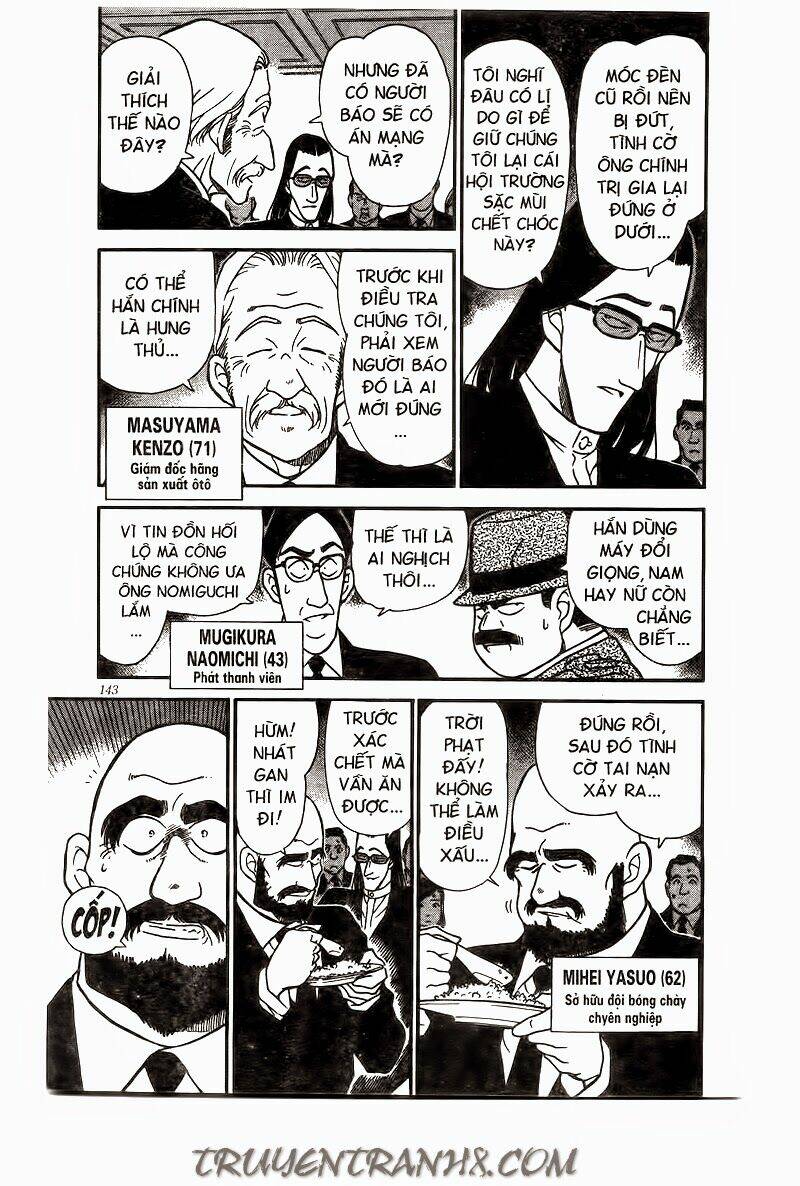 MÓC ĐÈN
CŨ RỒI NÊN
BỊ ĐỨT,
TÌNH CỜ
ÔNG CHÍNH
TRỊ GIA LẠI
ĐỨNG Ở
DƯỚI...
TÔI NGHĨ
ĐÂU CÓ LÍ
DO GÌ ĐỂ
GIỮ CHÚNG
TÔI LẠI CÁI
HỘI TRƯỜNG
SẶC MÙI
CHẾT CHÓC
NÀY?
NHƯNG ĐÃ
CÓ NGƯỜI
BÁO SẼ CÓ
ÁN MẠNG
MÀ?
GIẢI
THÍCH
THẾ NÀO
ĐÂY?
TRƯỚC KHI
ĐIỀU TRA
CHÚNG TÔI,
PHẢI XEM
NGƯỜI BÁO
ĐÓ LÀ AI
MỚI ĐÚNG
...
CÓ THỂ
HẮN CHÍNH
LÀ HUNG
THỦ...
MASUYAMA
KENZO (71)
Giám đốc hãng
sản xuất ôtô
HẮN DÙNG
MÁY ĐỔI
GIỌNG, NAM
HAY NỮ CÒN
CHẲNG
BIẾT...
THẾ THÌ LÀ
AI NGHỊCH
THÔI...
VÌ TIN ĐỒN HỐI
LỘ MÀ CÔNG
CHÚNG KHÔNG ƯA
ÔNG NOMIGUCHI
LẮM
...
MUGIKURA
NAOMICHI (43)
Phát thanh viên
143
ĐÚNG RỒI,
SAU ĐÓ TÌNH
CỜ TAI NẠN
XẢY RA...
TRỜI
PHẠT
ĐẤY!
KHÔNG
THỂ LÀM
ĐIỀU
XẤU...
MIHEI YASUO (62)
Sở hữu đội bóng chày
chyên nghiệp
TRƯỚC
XÁC
CHẾT MÀ
VẪN ĂN
ĐƯỢC...
HỪM!
NHÁT
GAN
THÌ IM
ĐI!
CỐP!
TRUYENTRANH8.COM